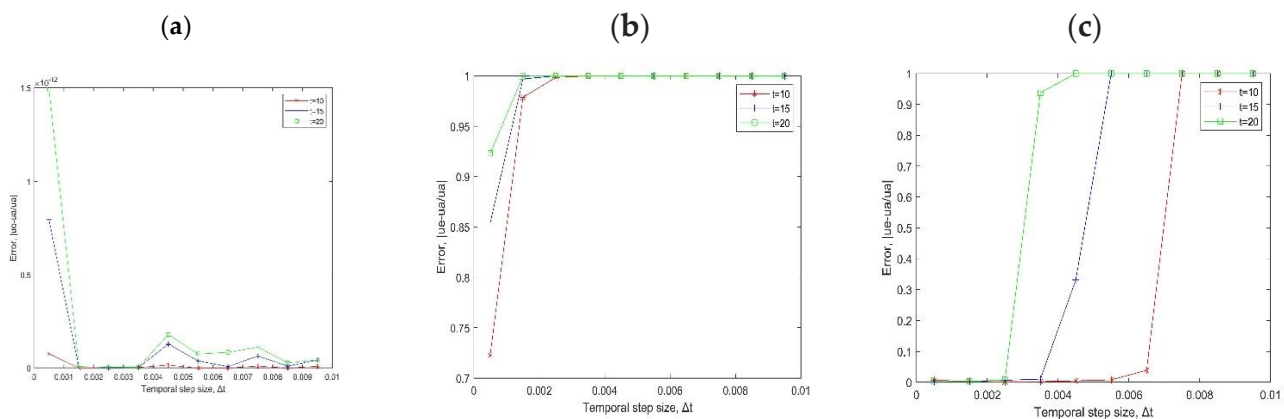 (a)
×10⁻¹²
1.5
1
0.5
0
0 0.001 0.002 0.003 0.004 0.005 0.006 0.007 0.008 0.009 0.01
Error, |ue-ua/ua|
Temporal step size, Δt
t=10
t=15
t=20
(b)
1
0.95
0.9
0.85
0.8
0.75
0.7
0 0.002 0.004 0.006 0.008 0.01
Error, |ue-ua/ua|
Temporal step size, Δt
t=10
t=15
t=20
(c)
1
0.9
0.8
0.7
0.6
0.5
0.4
0.3
0.2
0.1
0
0 0.002 0.004 0.006 0.008 0.01
Error, |ue-ua/ua|
Temporal step size, Δt
t=10
t=15
t=20